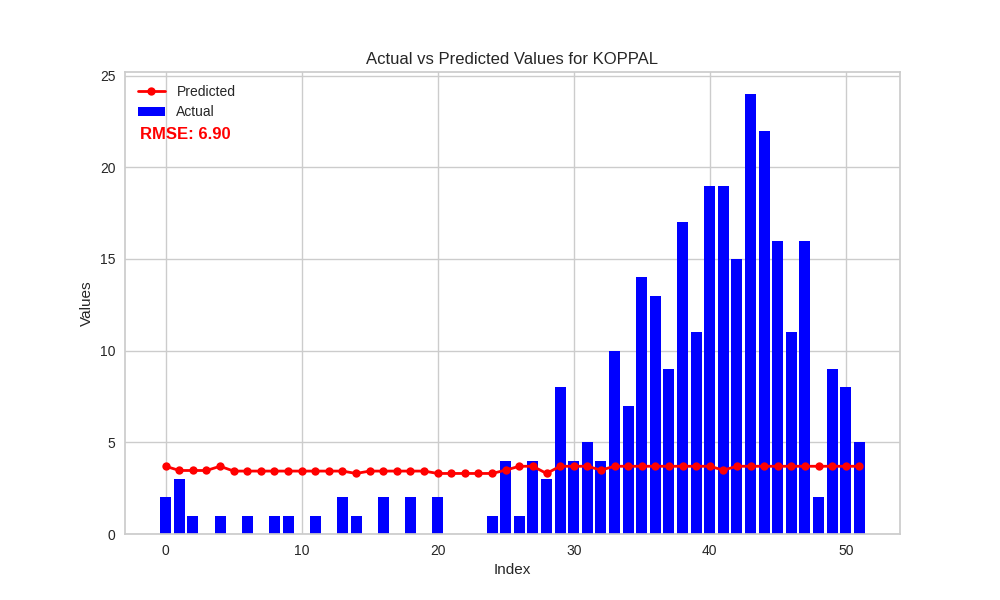 Actual vs Predicted Values for KOPPAL
Predicted
Actual
RMSE: 6.90
25
20
15
10
5
0
Values
0 10 20 30 40 50
Index